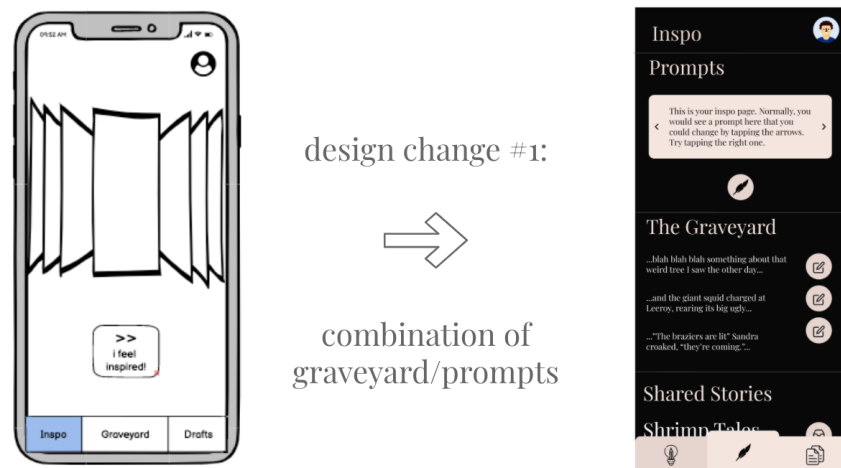 09:52 AM
>>
i feel
inspired!
Inspo
Graveyard
Drafts
design change #1:
combination of
graveyard/prompts
Inspo
Prompts
This is your inspo page. Normally, you
would see a prompt here that you
could change by tapping the arrows.
Try tapping the right one.
The Graveyard
...blah blah blah something about that
weird tree I saw the other day...
...and the giant squid charged at
Leeroy, rearing its big ugly...
..."The braziers are lit" Sandra
croaked, "they're coming."...
Shared Stories
Shrimp Tales